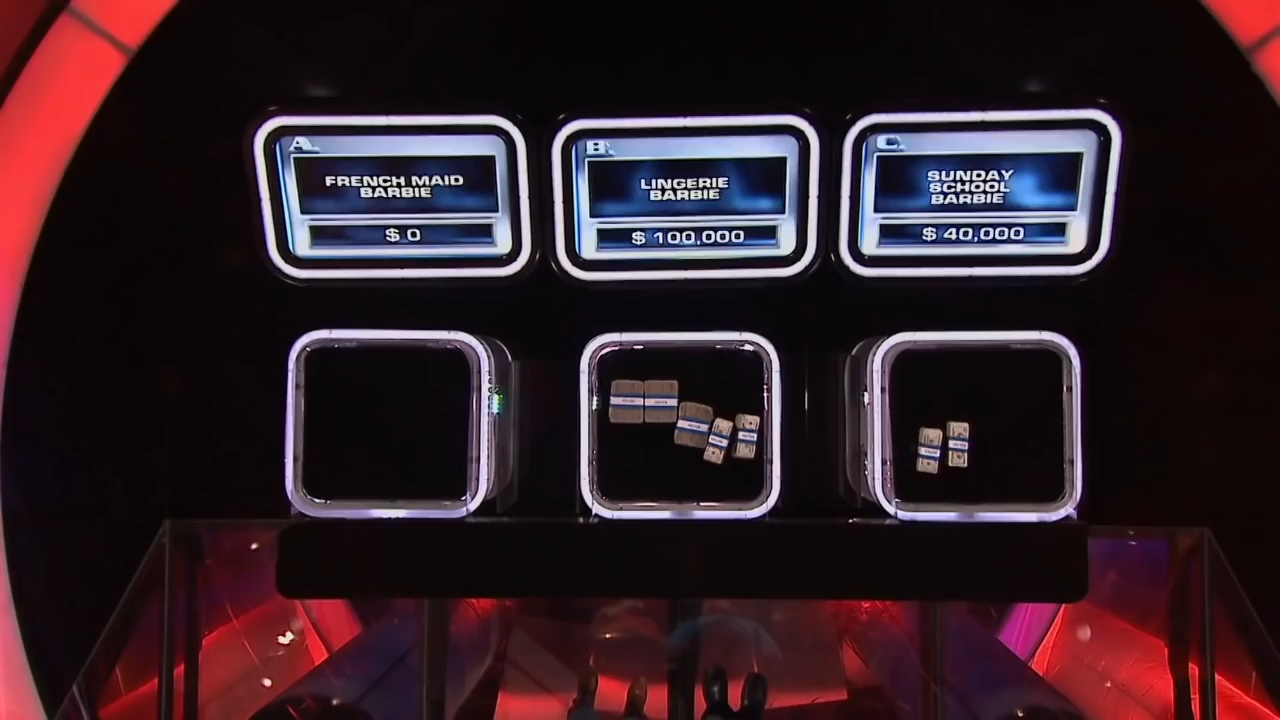 A.
FRENCH MAID
BARBIE
$ 0
B.
LINGERIE
BARBIE
$ 100,000
C.
SUNDAY
SCHOOL
BARBIE
$ 40,000